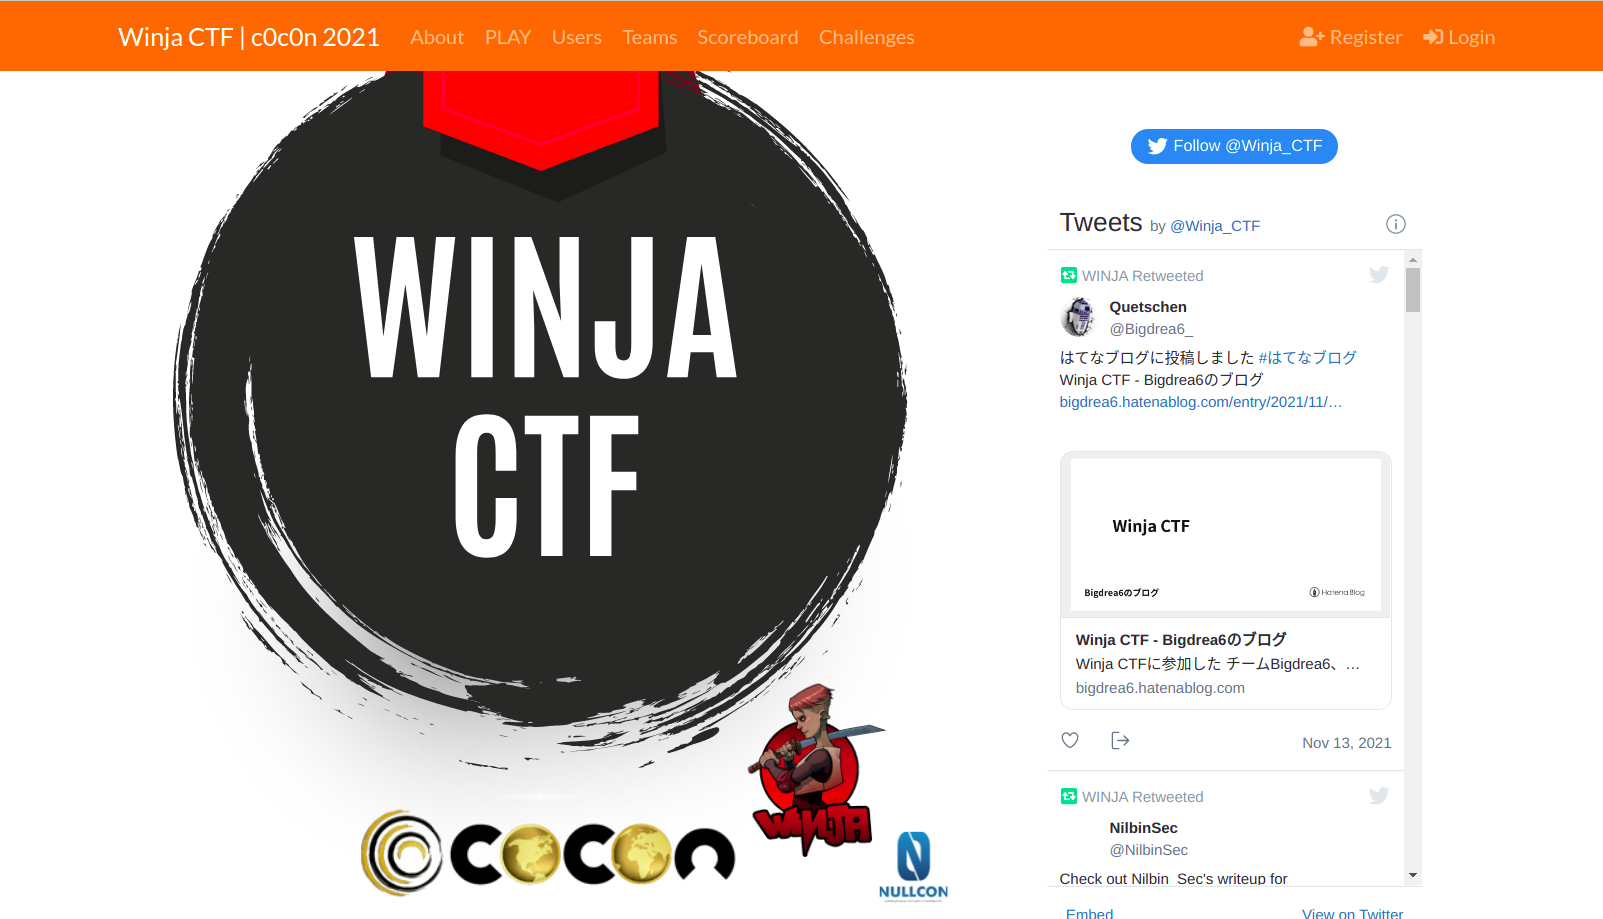 Winja CTF | c0c0n 2021 About PLAY Users Teams Scoreboard Challenges Register Login
WINJA
CTF
WINJA
COCON
NULLCON
Follow @Winja_CTF
Tweets by @Winja_CTF
WINJA Retweeted
Quetschen
@Bigdrea6_
はてなブログに投稿しました #はてなブログ
Winja CTF - Bigdrea6のブログ
bigdrea6.hatenablog.com/entry/2021/11/…
Winja CTF
Bigdrea6のブログ
Hatena Blog
Winja CTF - Bigdrea6のブログ
Winja CTFに参加した チームBigdrea6、…
bigdrea6.hatenablog.com
Nov 13, 2021
WINJA Retweeted
NilbinSec
@NilbinSec
Check out Nilbin_Sec's writeup for
Embed
View on Twitter